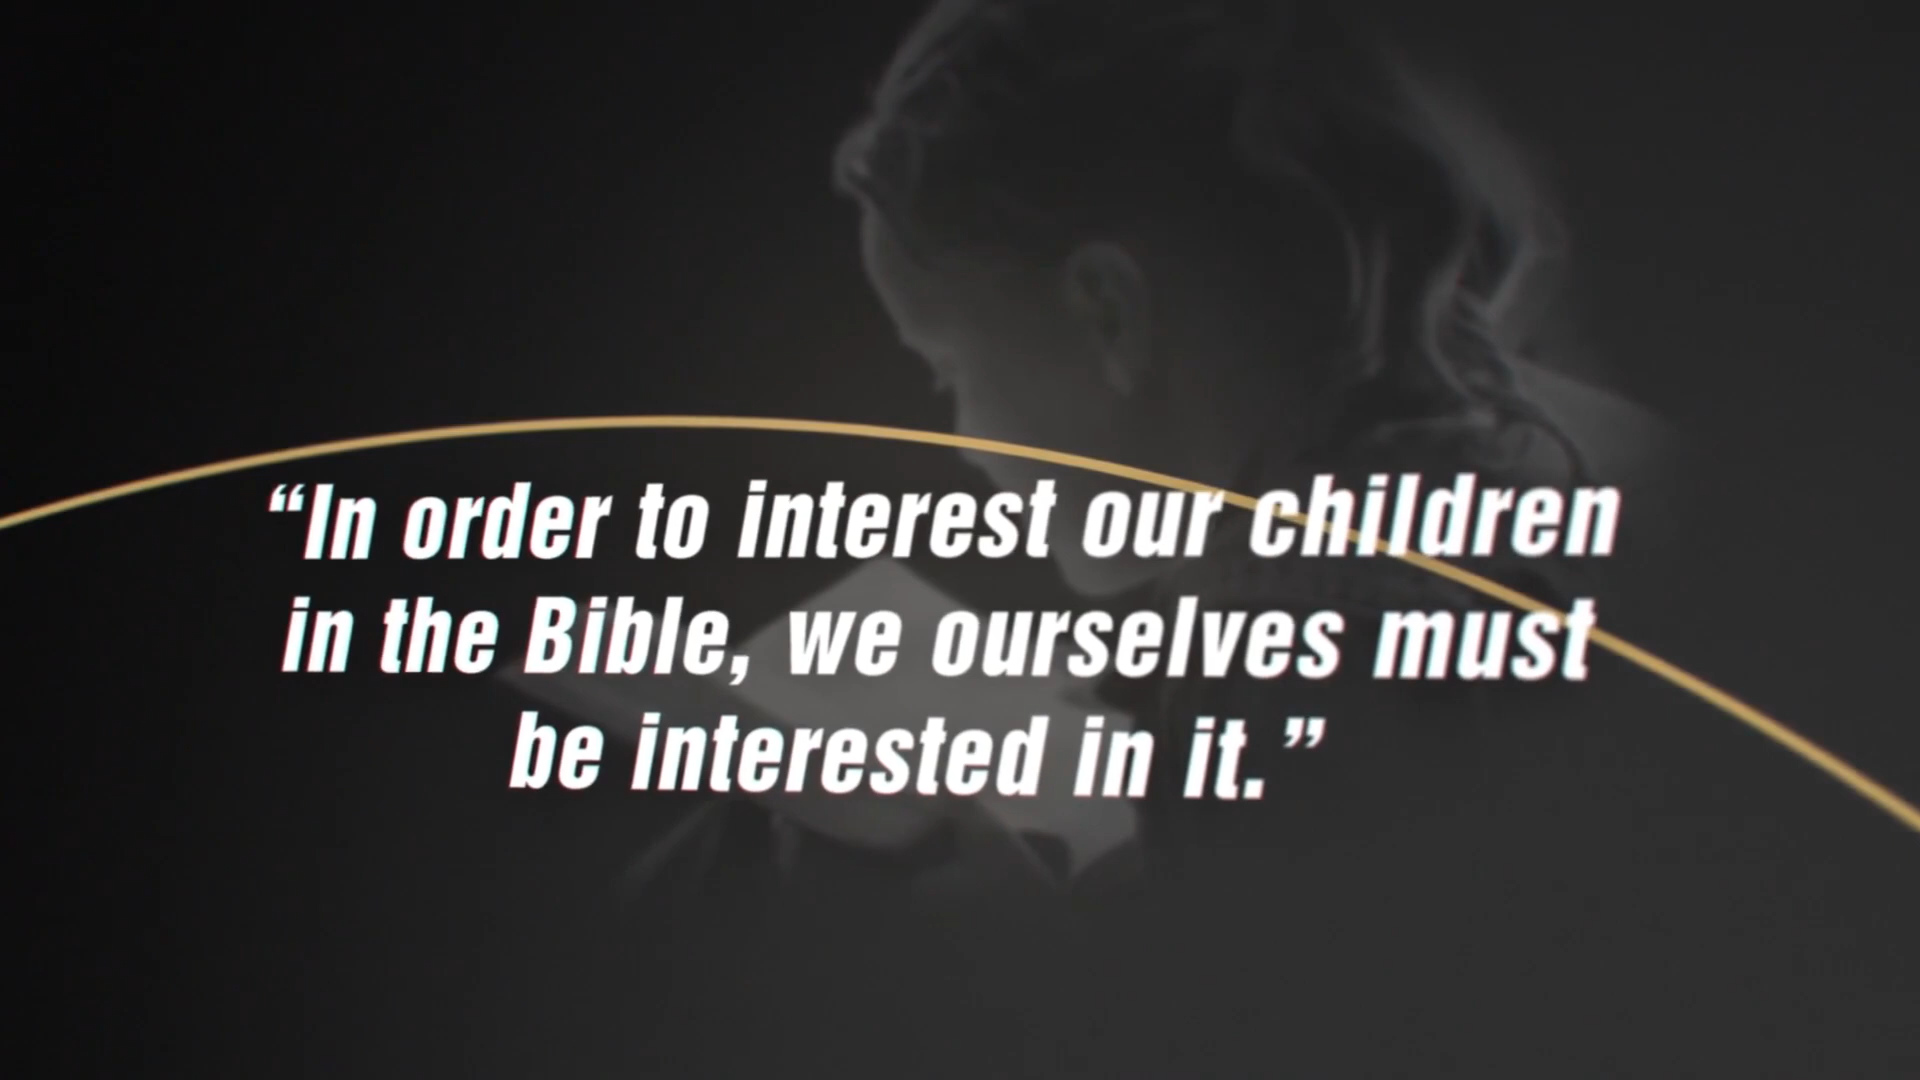 “In order to interest our children
in the Bible, we ourselves must
be interested in it.”